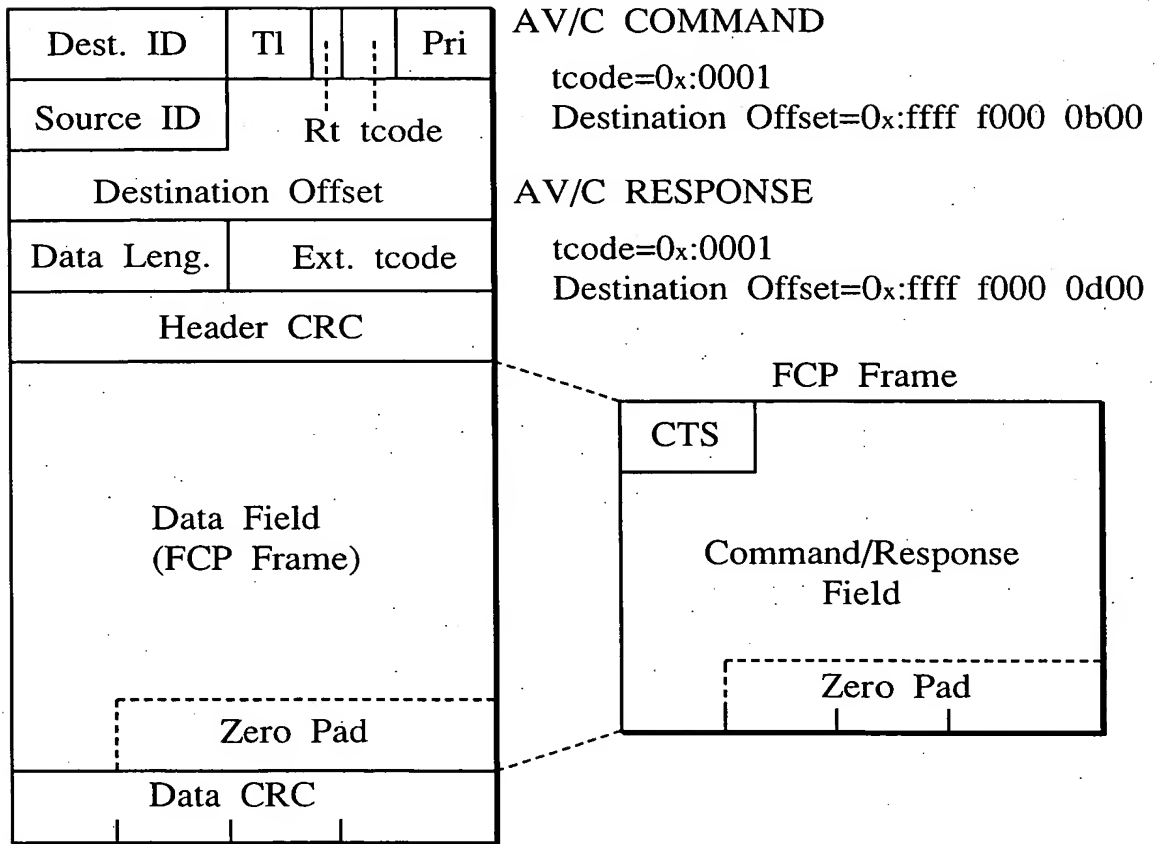 Dest. ID Tl Pri
Source ID Rt tcode
Destination Offset
Data Leng. Ext. tcode
Header CRC
Data Field
(FCP Frame)
Zero Pad
Data CRC
AV/C COMMAND
tcode=0x:0001
Destination Offset=0x:ffff f000 0b00
AV/C RESPONSE
tcode=0x:0001
Destination Offset=0x:ffff f000 0d00
FCP Frame
CTS
Command/Response
Field
Zero Pad